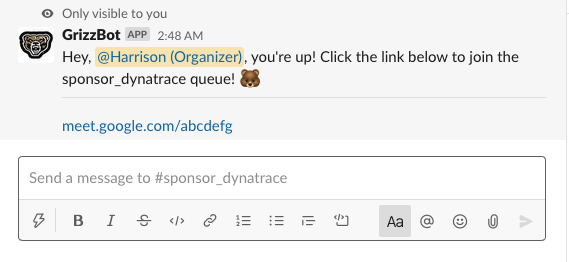 Only visible to you
GrizzBot APP 2:48 AM
Hey, @Harrison (Organizer), you're up! Click the link below to join the
sponsor_dynatrace queue! 🐻
meet.google.com/abcdefg
Send a message to #sponsor_dynatrace
B I S </> Aa @